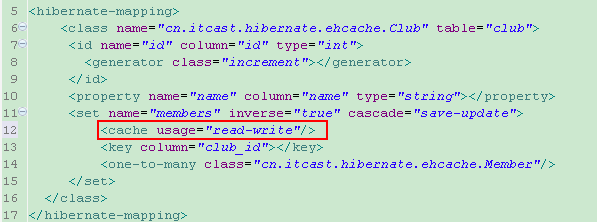 5 <hibernate-mapping>
6 <class name="cn.itcast.hibernate.ehcache.Club" table="club">
7 <id name="id" column="id" type="int">
8 <generator class="increment"></generator>
9 </id>
10 <property name="name" column="name" type="string"></property>
11 <set name="members" inverse="true" cascade="save-update">
12 <cache usage="read-write"/>
13 <key column="club_id"></key>
14 <one-to-many class="cn.itcast.hibernate.ehcache.Member"/>
15 </set>
16 </class>
17 </hibernate-mapping>